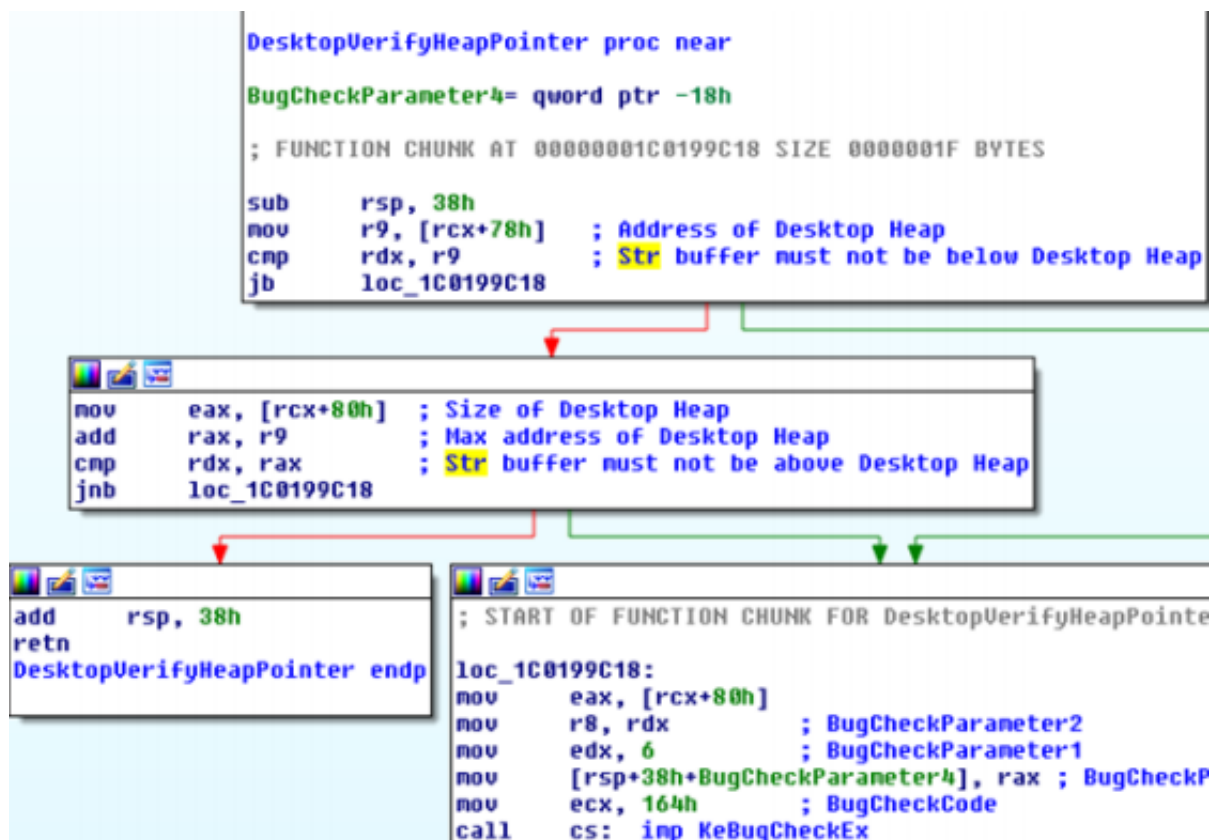 DesktopVerifyHeapPointer proc near
BugCheckParameter4= qword ptr -18h
; FUNCTION CHUNK AT 00000001C0199C18 SIZE 0000001F BYTES
sub rsp, 38h
mov r9, [rcx+78h] ; Address of Desktop Heap
cmp rdx, r9 ; Str buffer must not be below Desktop Heap
jb loc_1C0199C18
mov eax, [rcx+80h] ; Size of Desktop Heap
add rax, r9 ; Max address of Desktop Heap
cmp rdx, rax ; Str buffer must not be above Desktop Heap
jnb loc_1C0199C18
add rsp, 38h
retn
DesktopVerifyHeapPointer endp
; START OF FUNCTION CHUNK FOR DesktopVerifyHeapPointe
loc_1C0199C18:
mov eax, [rcx+80h]
mov r8, rdx ; BugCheckParameter2
mov edx, 6 ; BugCheckParameter1
mov [rsp+38h+BugCheckParameter4], rax ; BugCheckP
mov ecx, 164h ; BugCheckCode
call cs:__imp_KeBugCheckEx